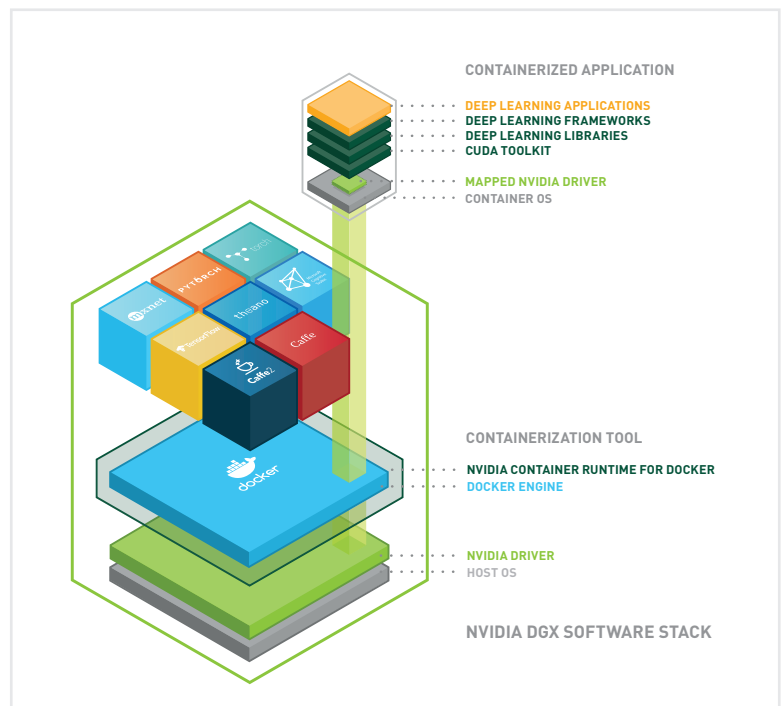 CONTAINERIZED APPLICATION
DEEP LEARNING APPLICATIONS
DEEP LEARNING FRAMEWORKS
DEEP LEARNING LIBRARIES
CUDA TOOLKIT
MAPPED NVIDIA DRIVER
CONTAINER OS
torch
PYTORCH
mxnet
theano
TensorFlow
Caffe
Caffe2
CONTAINERIZATION TOOL
docker
NVIDIA CONTAINER RUNTIME FOR DOCKER
DOCKER ENGINE
NVIDIA DRIVER
HOST OS
NVIDIA DGX SOFTWARE STACK